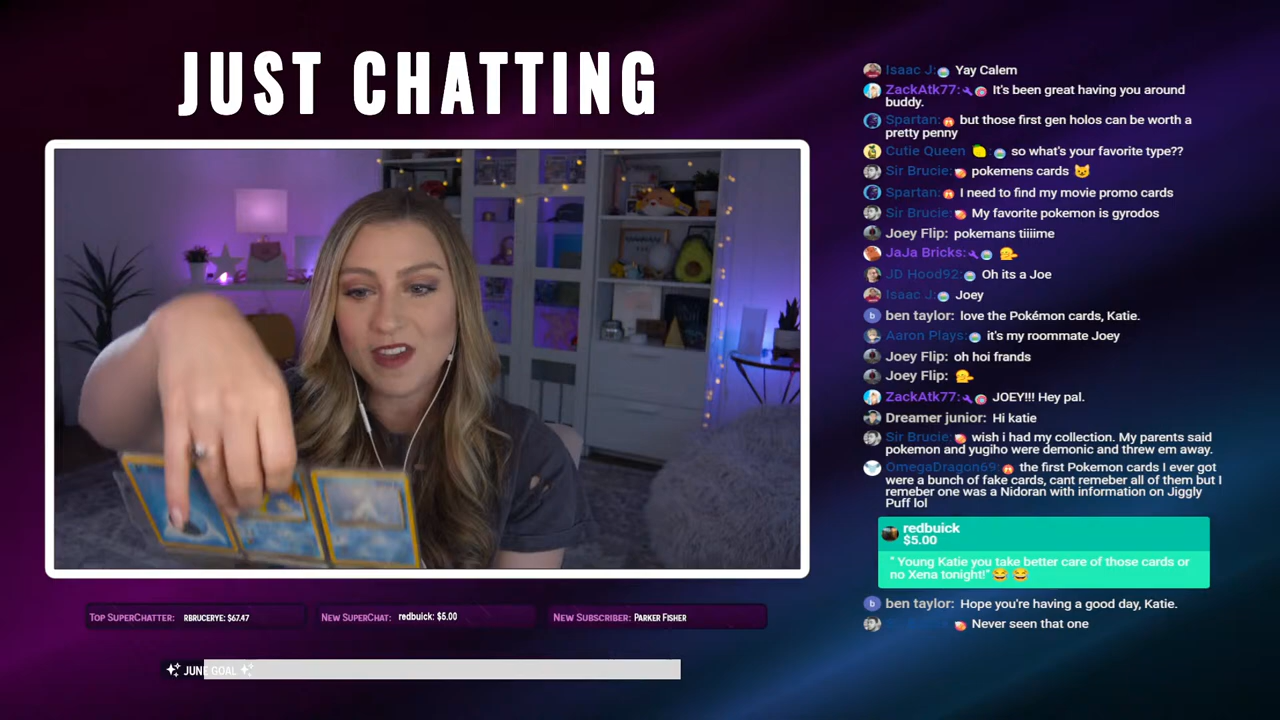 JUST CHATTING
Isaac J: Yay Calem
ZackAtk77: It's been great having you around
buddy.
Spartan: but those first gen holos can be worth a
pretty penny
Cutie Queen 🍋: so what's your favorite type??
Sir Brucie: pokemens cards 😺
Spartan: I need to find my movie promo cards
Sir Brucie: My favorite pokemon is gyrodos
Joey Flip: pokemans tiiiime
JaJa Bricks:
JD Hood92: Oh its a Joe
Isaac J: Joey
b ben taylor: love the Pokémon cards, Katie.
Aaron Plays: it's my roommate Joey
Joey Flip: oh hoi frands
Joey Flip:
ZackAtk77: JOEY!!! Hey pal.
Dreamer junior: Hi katie
Sir Brucie: wish i had my collection. My parents said
pokemon and yugiho were demonic and threw em away.
OmegaDragon69: the first Pokemon cards I ever got
were a bunch of fake cards, cant remeber all of them but I
remeber one was a Nidoran with information on Jiggly
Puff lol
redbuick
$5.00
" Young Katie you take better care of those cards or
no Xena tonight!"😂 😂
b ben taylor: Hope you're having a good day, Katie.
Never seen that one
TOP SUPERCHATTER: RBRUCERYE: $67.47
NEW SUPERCHAT: redbuick: $5.00
NEW SUBSCRIBER: PARKER FISHER
✨ JUNE GOAL ✨